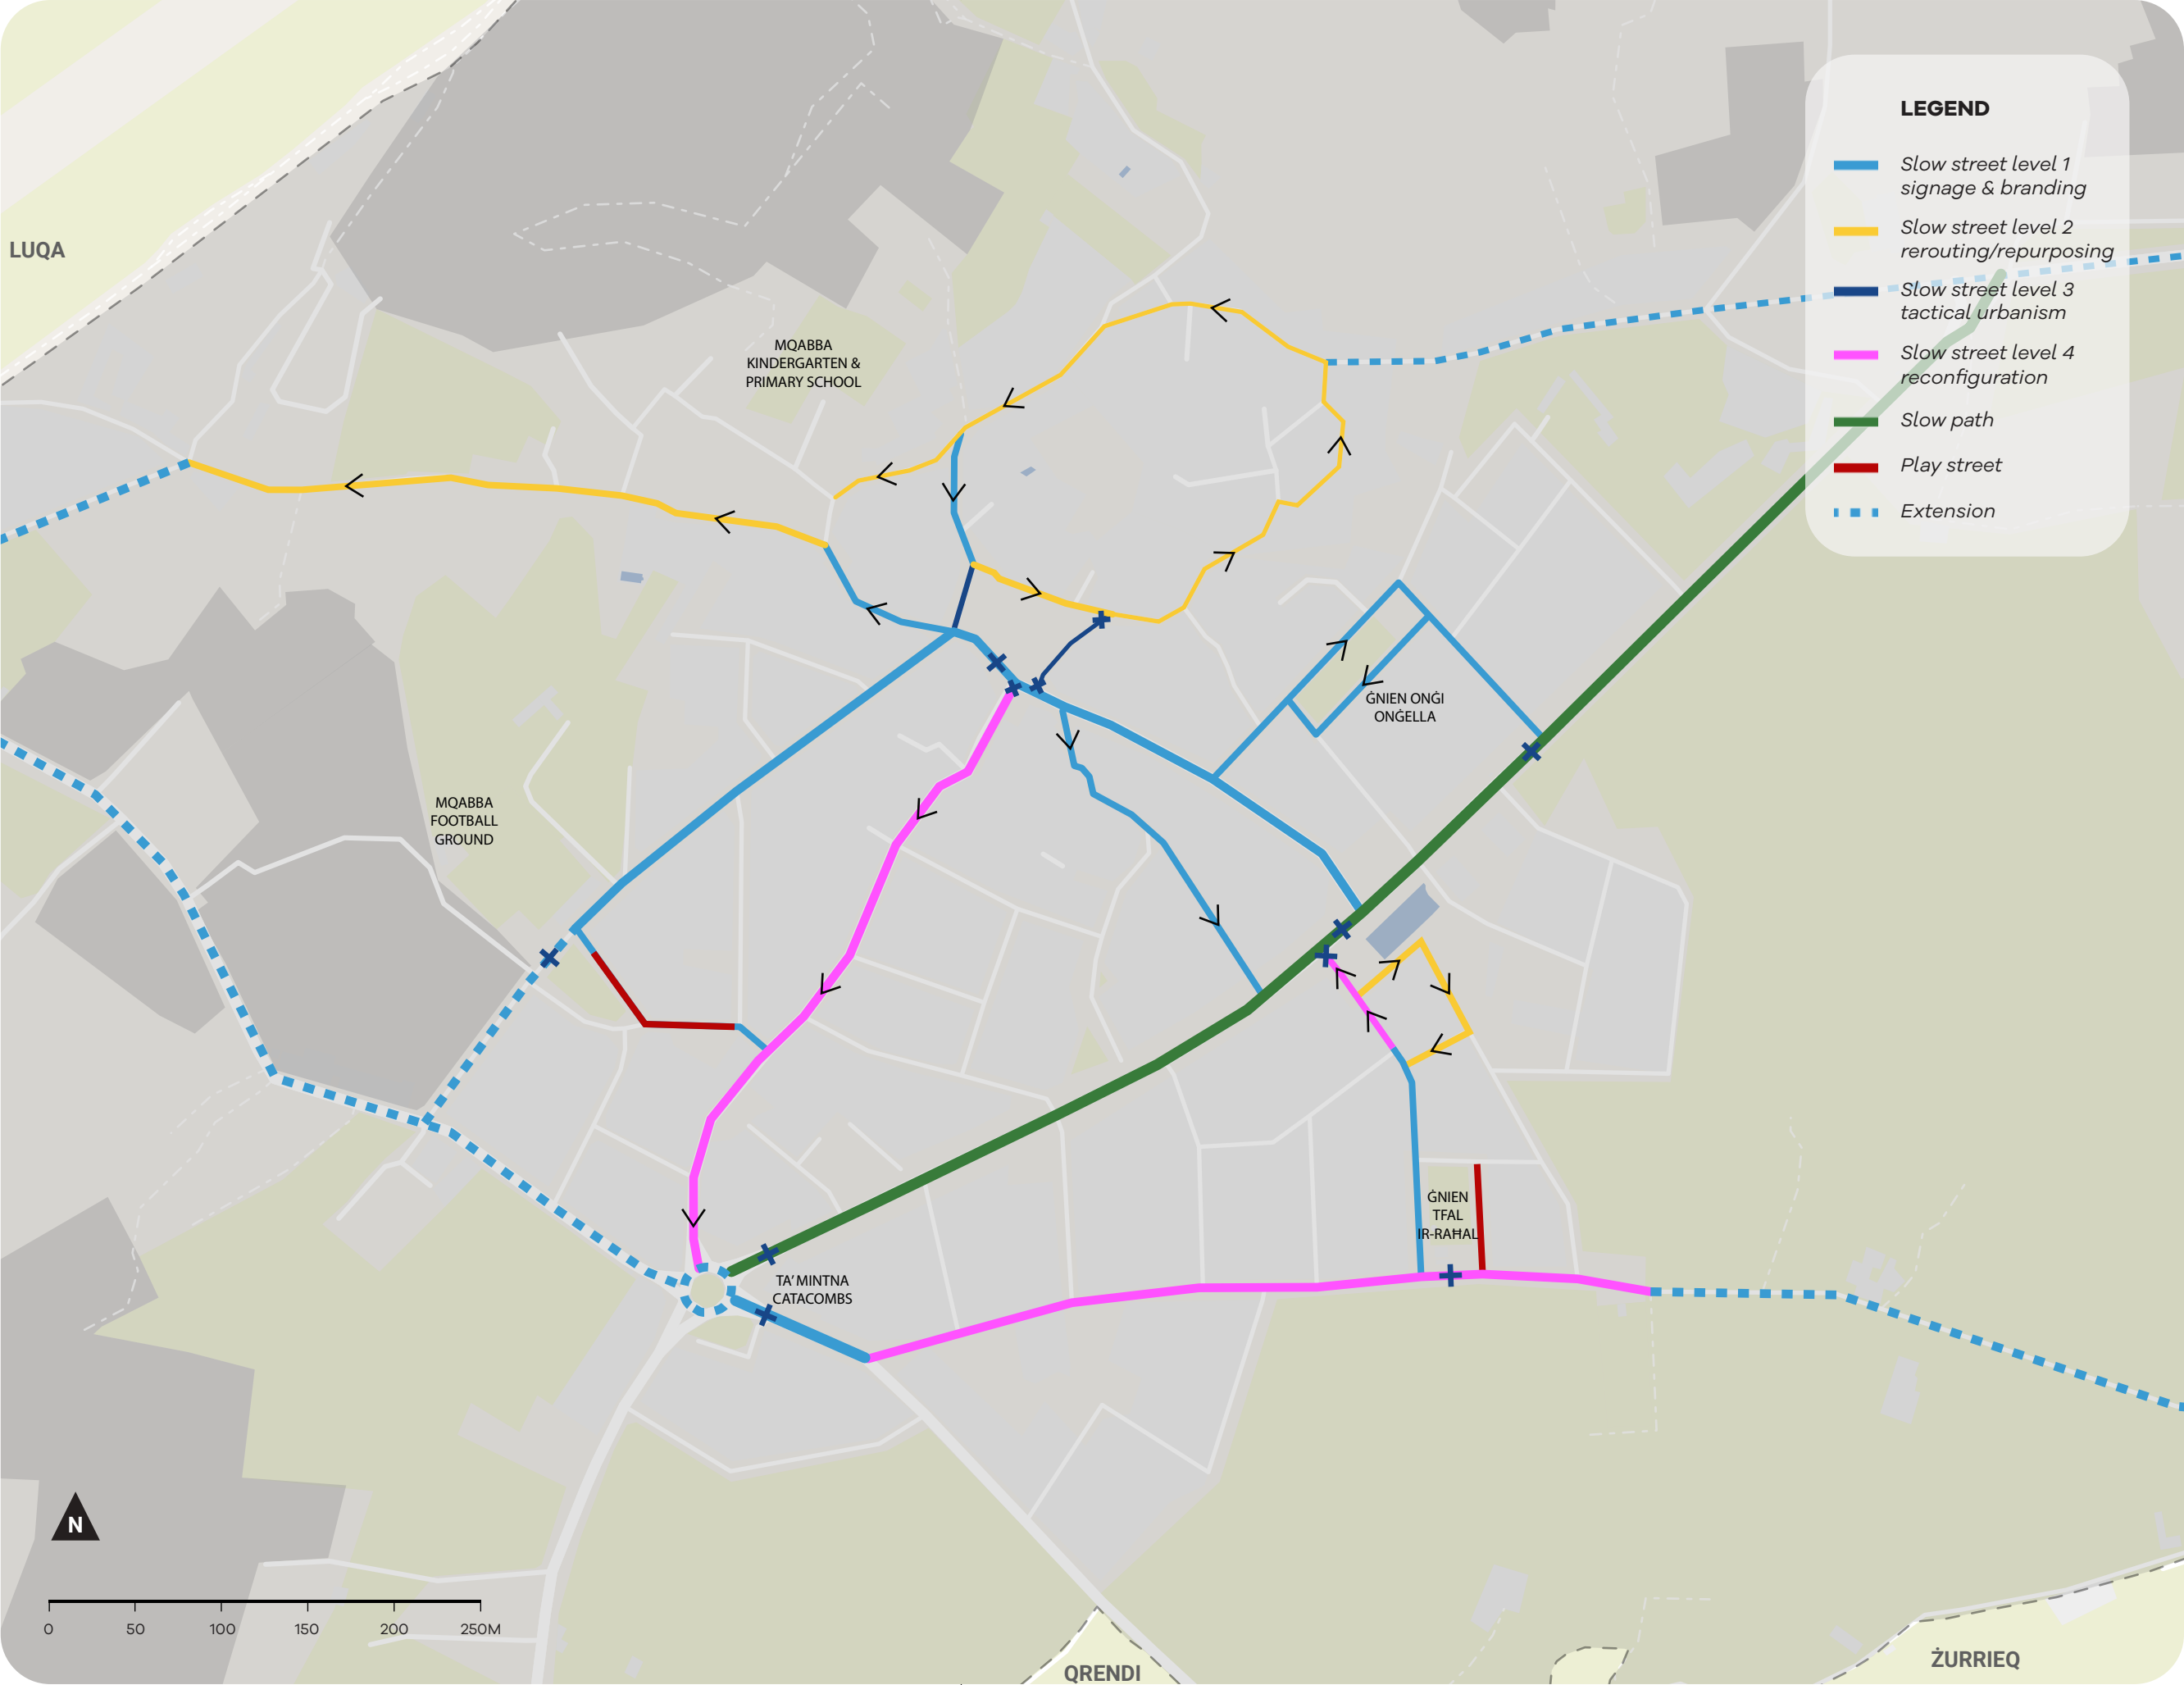 LEGEND
Slow street level 1
signage & branding
Slow street level 2
rerouting/repurposing
Slow street level 3
tactical urbanism
Slow street level 4
reconfiguration
Slow path
Play street
Extension
LUQA
MQABBA
KINDERGARTEN &
PRIMARY SCHOOL
ĠNIEN ONĠI
ONĠELLA
MQABBA
FOOTBALL
GROUND
ĠNIEN
TFAL
IR-RAĦAL
TA' MINTNA
CATACOMBS
N
0 50 100 150 200 250M
QRENDI
ŻURRIEQ